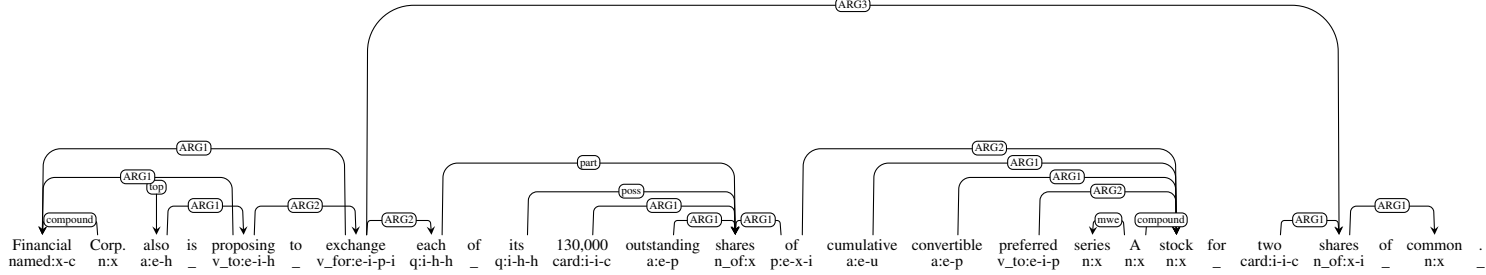 ARG3
ARG1 ARG2
part ARG1
ARG1 ARG1
top poss ARG2
ARG1 ARG2 ARG1 ARG1
compound ARG2 ARG1 ARG1 mwe compound ARG1
Financial Corp. also is proposing to exchange each of its 130,000 outstanding shares of cumulative convertible preferred series A stock for two shares of common .
named:x-c n:x a:e-h _ v_to:e-i-h _ v_for:e-i-p-i q:i-h-h _ q:i-h-h card:i-i-c a:e-p n_of:x p:e-x-i a:e-u a:e-p v_to:e-i-p n:x n:x n:x _ card:i-i-c n_of:x-i _ n:x _